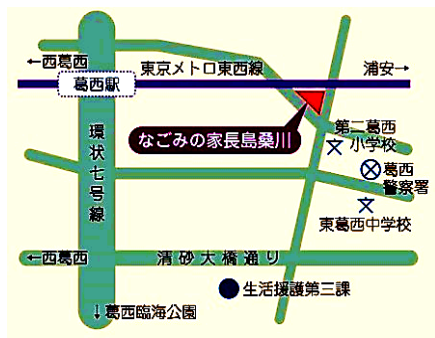 ←西葛西
東京メトロ東西線
浦安→
葛西駅
環状七号線
なごみの家長島桑川
第二葛西
小学校
葛西
警察署
東葛西中学校
←西葛西
清砂大橋通り
生活援護第三課
↓葛西臨海公園